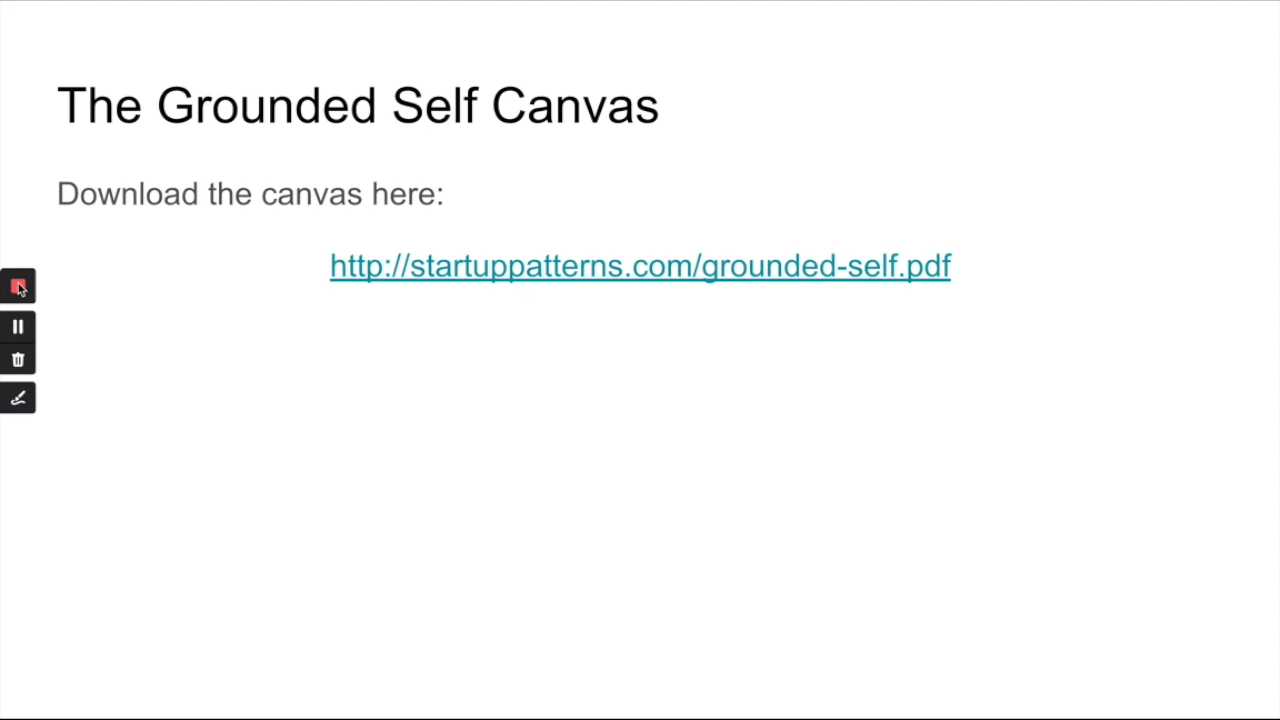 The Grounded Self Canvas
Download the canvas here:
http://startuppatterns.com/grounded-self.pdf